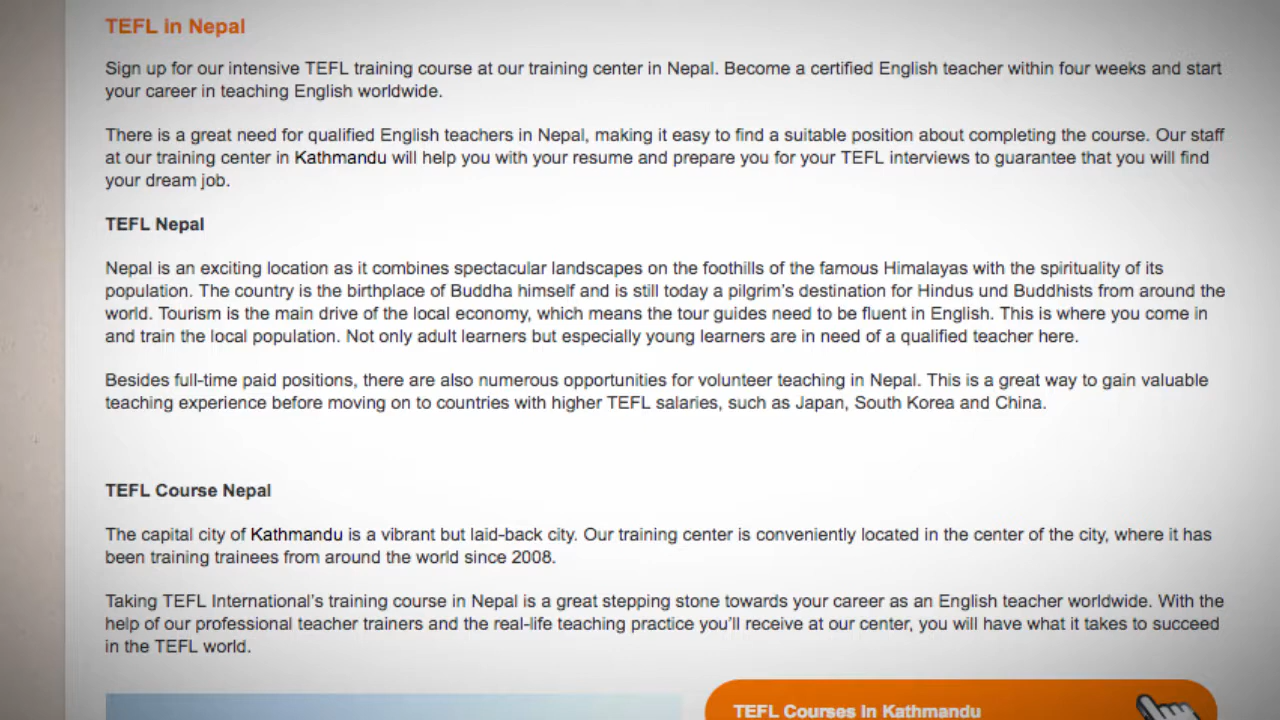 TEFL in Nepal
Sign up for our intensive TEFL training course at our training center in Nepal. Become a certified English teacher within four weeks and start
your career in teaching English worldwide.
There is a great need for qualified English teachers in Nepal, making it easy to find a suitable position about completing the course. Our staff
at our training center in Kathmandu will help you with your resume and prepare you for your TEFL interviews to guarantee that you will find
your dream job.
TEFL Nepal
Nepal is an exciting location as it combines spectacular landscapes on the foothills of the famous Himalayas with the spirituality of its
population. The country is the birthplace of Buddha himself and is still today a pilgrim's destination for Hindus und Buddhists from around the
world. Tourism is the main drive of the local economy, which means the tour guides need to be fluent in English. This is where you come in
and train the local population. Not only adult learners but especially young learners are in need of a qualified teacher here.
Besides full-time paid positions, there are also numerous opportunities for volunteer teaching in Nepal. This is a great way to gain valuable
teaching experience before moving on to countries with higher TEFL salaries, such as Japan, South Korea and China.
TEFL Course Nepal
The capital city of Kathmandu is a vibrant but laid-back city. Our training center is conveniently located in the center of the city, where it has
been training trainees from around the world since 2008.
Taking TEFL International's training course in Nepal is a great stepping stone towards your career as an English teacher worldwide. With the
help of our professional teacher trainers and the real-life teaching practice you'll receive at our center, you will have what it takes to succeed
in the TEFL world.
TEFL Courses In Kathmandu